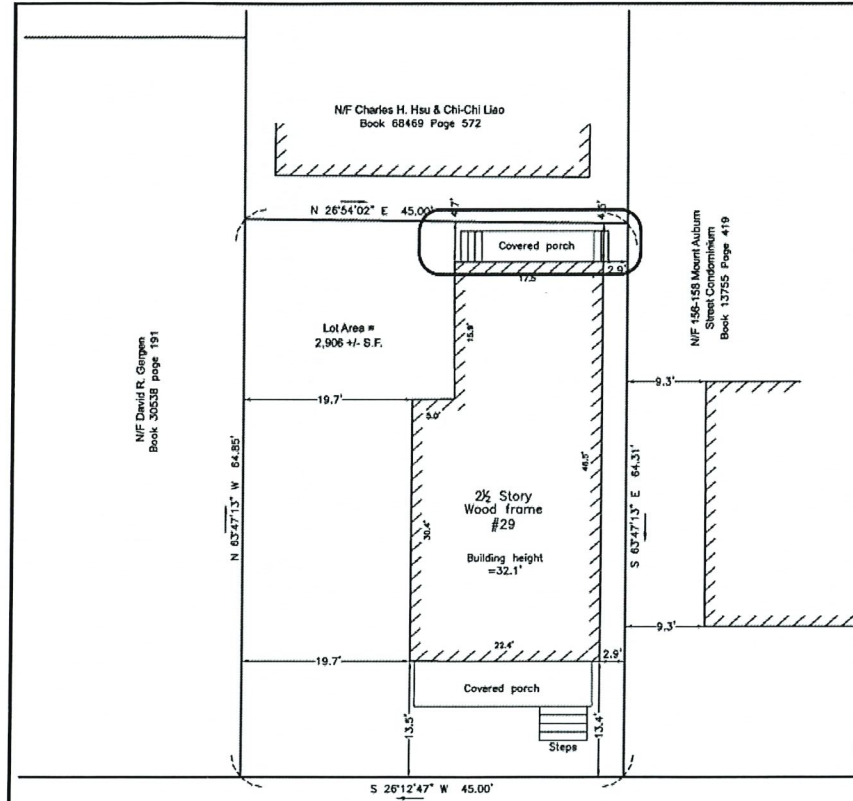 N/F Charles H. Hsu & Chi-Chi Liao
Book 68469 Page 572
N 26°54'02" E 45.00'
4.7'
4.5'
Covered porch
2.9'
17.5
N/F 156-158 Mount Auburn
Street Condominium
Book 13755 Page 419
Lot Area =
2,906 +/- S.F.
15.9'
N/F David R. Gergen
Book 30538 page 191
19.7'
5.0'
9.3'
N 63°47'13" W 64.85'
46.5'
S 63°47'13" E 64.31'
2½ Story
Wood frame
#29
30.4'
Building height
=32.1'
9.3'
22.4'
19.7'
2.9'
Covered porch
13.5'
13.4'
Steps
S 26°12'47" W 45.00'